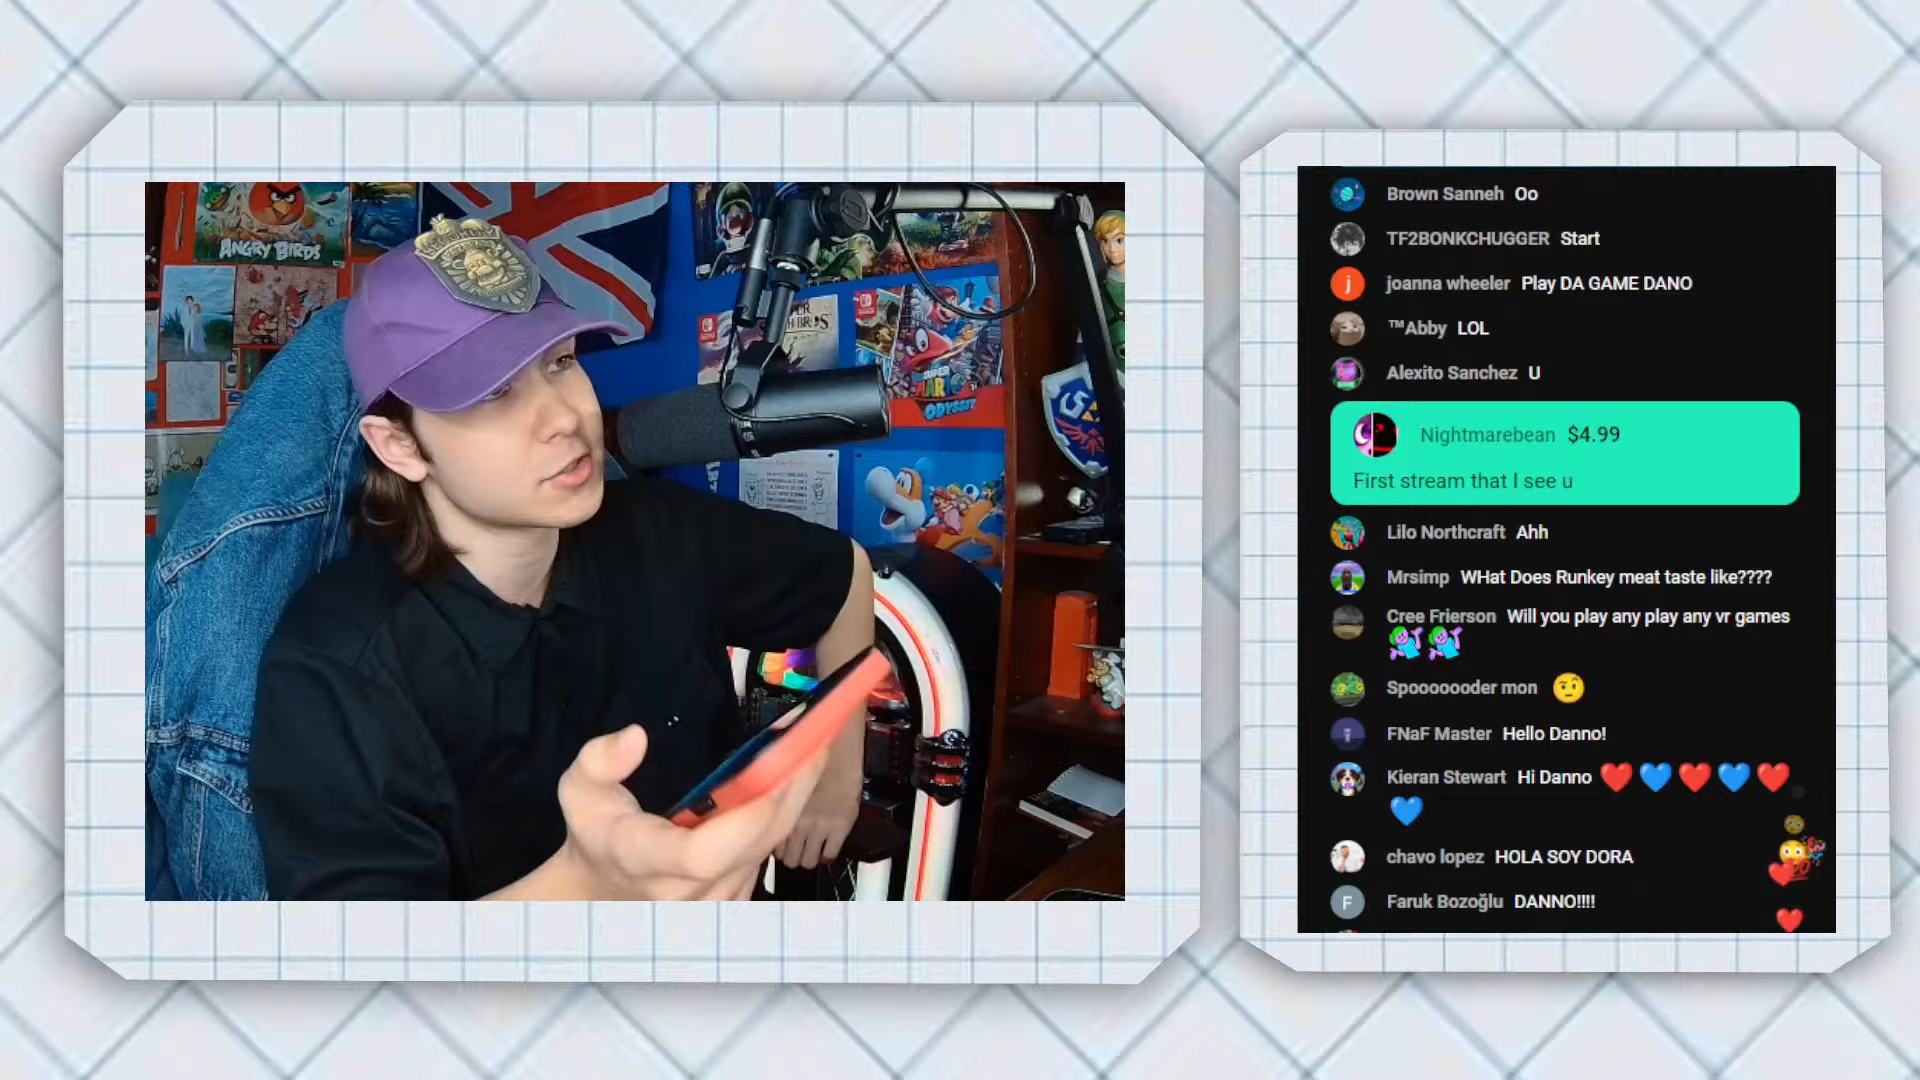 ANGRY BIRDS
SUPER
MARIO
ODYSSEY
Brown Sanneh Oo
TF2BONKCHUGGER Start
j joanna wheeler Play DA GAME DANO
™Abby LOL
Alexito Sanchez U
Nightmarebean $4.99
First stream that I see u
Lilo Northcraft Ahh
Mrsimp WHat Does Runkey meat taste like????
Cree Frierson Will you play any play any vr games
Spooooooder mon 🤨
FNaF Master Hello Danno!
Kieran Stewart Hi Danno ❤️💙❤️💙❤️
💙
chavo lopez HOLA SOY DORA
F Faruk Bozoğlu DANNO!!!!